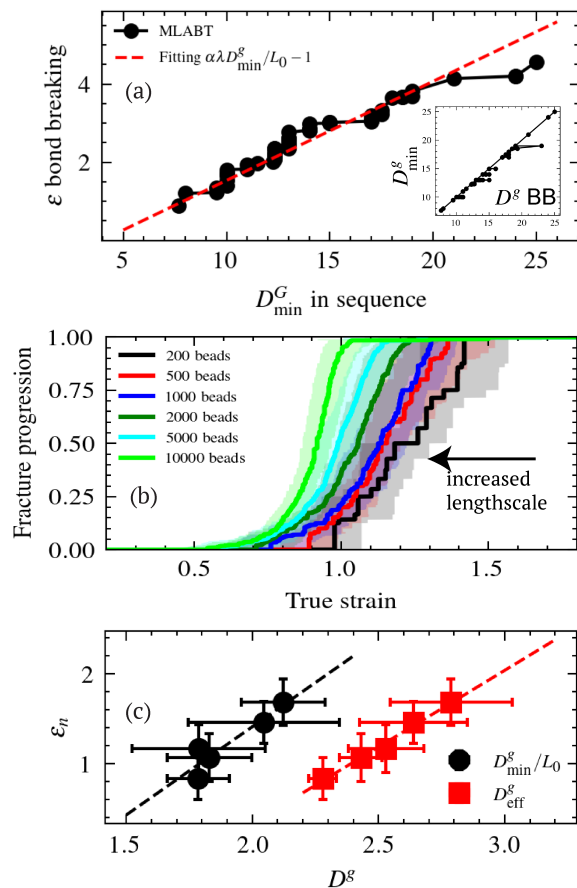 MLABT
Fitting αλD^g_min/L_0 − 1
(a)
ε bond breaking
4
2
5 10 15 20 25
D^G_min in sequence
25
20
15
10
D^g_min
D^g BB
10 15 20 25
Fracture progression
1.00
0.75
0.50
0.25
0.00
200 beads
500 beads
1000 beads
2000 beads
5000 beads
10000 beads
(b)
increased
lengthscale
0.5 1.0 1.5
True strain
(c)
ε_n
2
1
D^g_min/L_0
D^g_eff
1.5 2.0 2.5 3.0
D^g